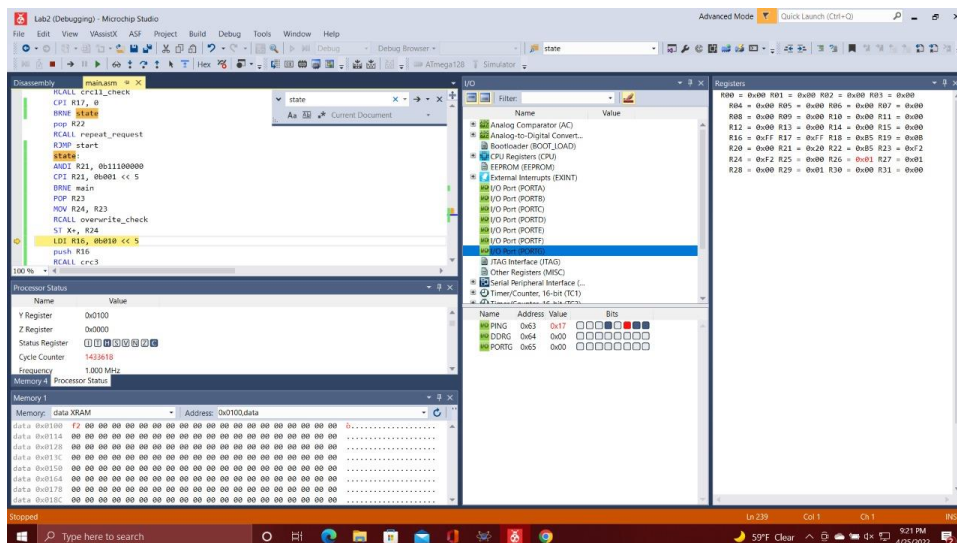 Lab2 (Debugging) - Microchip Studio
Advanced Mode
Quick Launch (Ctrl+Q)
File Edit View VAssistX ASF Project Build Debug Tools Window Help
Debug
Debug Browser
state
Hex
ATmega128
Simulator
Disassembly
main.asm
RCALL crc11_check
CPI R17, 0
BRNE state
pop R22
RCALL repeat_request
RJMP start
state:
ANDI R21, 0b11100000
CPI R21, 0b001 << 5
BRNE main
POP R23
MOV R24, R23
RCALL overwrite_check
ST X+, R24
LDI R16, 0b010 << 5
push R16
RCALL crc3
100 %
state
Aa Current Document
Processor Status
Name Value
Y Register 0x0100
Z Register 0x0000
Status Register I T H S V N Z C
Cycle Counter 1433618
Frequency 1.000 MHz
Memory 4 Processor Status
Memory 1
Memory: data XRAM Address: 0x0100,data
data 0x0100 f2 00 00 00 00 00 00 00 00 00 00 00 00 00 00 00 00 00 00 00 ò...................
data 0x0114 00 00 00 00 00 00 00 00 00 00 00 00 00 00 00 00 00 00 00 00 ....................
data 0x0128 00 00 00 00 00 00 00 00 00 00 00 00 00 00 00 00 00 00 00 00 ....................
data 0x013C 00 00 00 00 00 00 00 00 00 00 00 00 00 00 00 00 00 00 00 00 ....................
data 0x0150 00 00 00 00 00 00 00 00 00 00 00 00 00 00 00 00 00 00 00 00 ....................
data 0x0164 00 00 00 00 00 00 00 00 00 00 00 00 00 00 00 00 00 00 00 00 ....................
data 0x0178 00 00 00 00 00 00 00 00 00 00 00 00 00 00 00 00 00 00 00 00 ....................
data 0x018C 00 00 00 00 00 00 00 00 00 00 00 00 00 00 00 00 00 00 00 00 ....................
I/O
Filter:
Name Value
Analog Comparator (AC)
Analog-to-Digital Convert...
Bootloader (BOOT_LOAD)
CPU Registers (CPU)
EEPROM (EEPROM)
External Interrupts (EXINT)
I/O Port (PORTA)
I/O Port (PORTB)
I/O Port (PORTC)
I/O Port (PORTD)
I/O Port (PORTE)
I/O Port (PORTF)
I/O Port (PORTG)
JTAG Interface (JTAG)
Other Registers (MISC)
Serial Peripheral Interface (...
Timer/Counter, 16-bit (TC1)
Name Address Value Bits
PING 0x63 0x17
DDRG 0x64 0x00
PORTG 0x65 0x00
Registers
R00 = 0x00 R01 = 0x00 R02 = 0x00 R03 = 0x00
R04 = 0x00 R05 = 0x00 R06 = 0x00 R07 = 0x00
R08 = 0x00 R09 = 0x00 R10 = 0x00 R11 = 0x00
R12 = 0x00 R13 = 0x00 R14 = 0x00 R15 = 0x00
R16 = 0xFF R17 = 0xFF R18 = 0xB5 R19 = 0x0B
R20 = 0x00 R21 = 0x20 R22 = 0xB5 R23 = 0xF2
R24 = 0xF2 R25 = 0x00 R26 = 0x01 R27 = 0x01
R28 = 0x00 R29 = 0x01 R30 = 0x00 R31 = 0x00
Stopped
Ln 239 Col 1 Ch 1 INS
Type here to search
59°F Clear
9:21 PM
4/25/2022